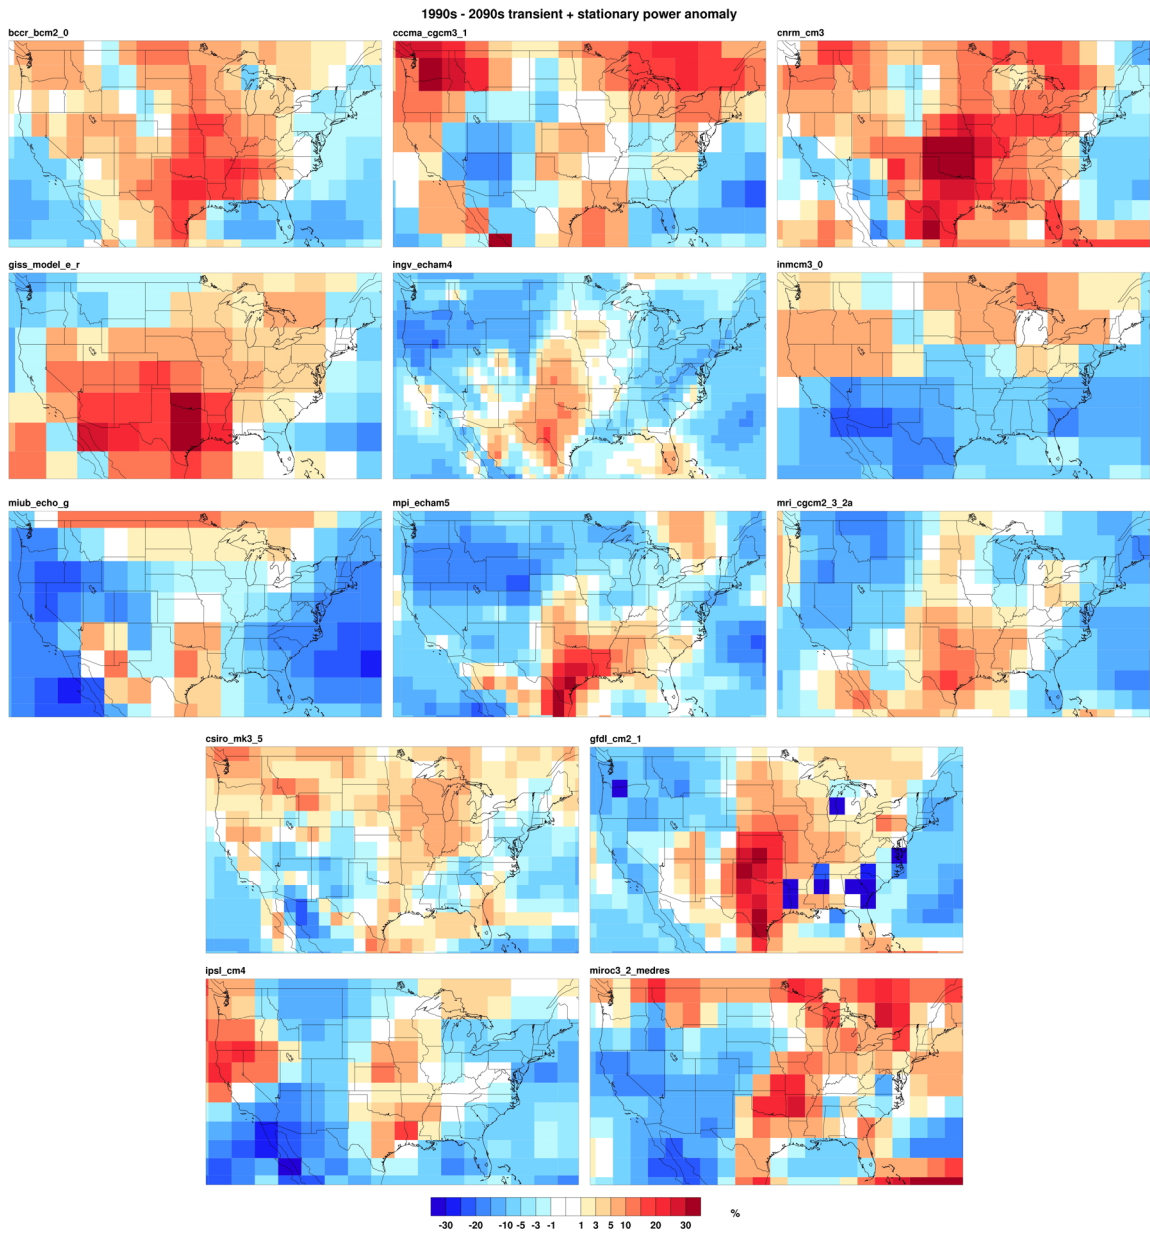 1990s - 2090s transient + stationary power anomaly
bccr_bcm2_0
cccma_cgcm3_1
cnrm_cm3
giss_model_e_r
ingv_echam4
inmcm3_0
miub_echo_g
mpi_echam5
mri_cgcm2_3_2a
csiro_mk3_5
gfdl_cm2_1
ipsl_cm4
miroc3_2_medres
-30 -20 -10 -5 -3 -1 1 3 5 10 20 30 %